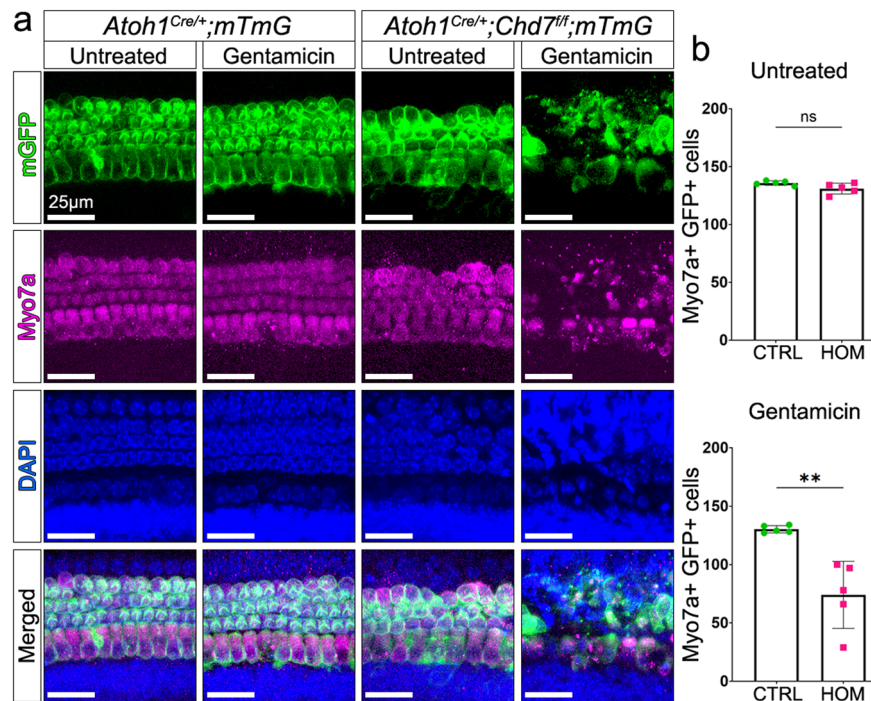 a
Atoh1Cre/+;mTmG
Atoh1Cre/+;Chd7f/f;mTmG
Untreated
Gentamicin
Untreated
Gentamicin
mGFP
25µm
Myo7a
DAPI
Merged
b
Untreated
Myo7a+ GFP+ cells
200
150
100
50
0
ns
CTRL
HOM
Gentamicin
Myo7a+ GFP+ cells
200
150
100
50
0
**
CTRL
HOM